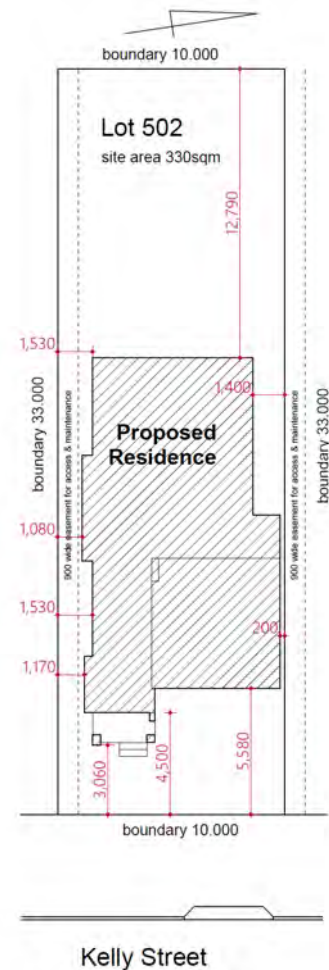 boundary 10.000
Lot 502
site area 330sqm
12,790
1,530
1,400
boundary 33.000
900 wide easement for access & maintenance
Proposed
Residence
900 wide easement for access & maintenance
boundary 33.000
1,080
1,530
200
1,170
3,060
4,500
5,580
boundary 10.000
Kelly Street